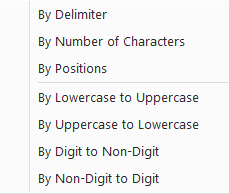 By Delimiter
By Number of Characters
By Positions
By Lowercase to Uppercase
By Uppercase to Lowercase
By Digit to Non-Digit
By Non-Digit to Digit